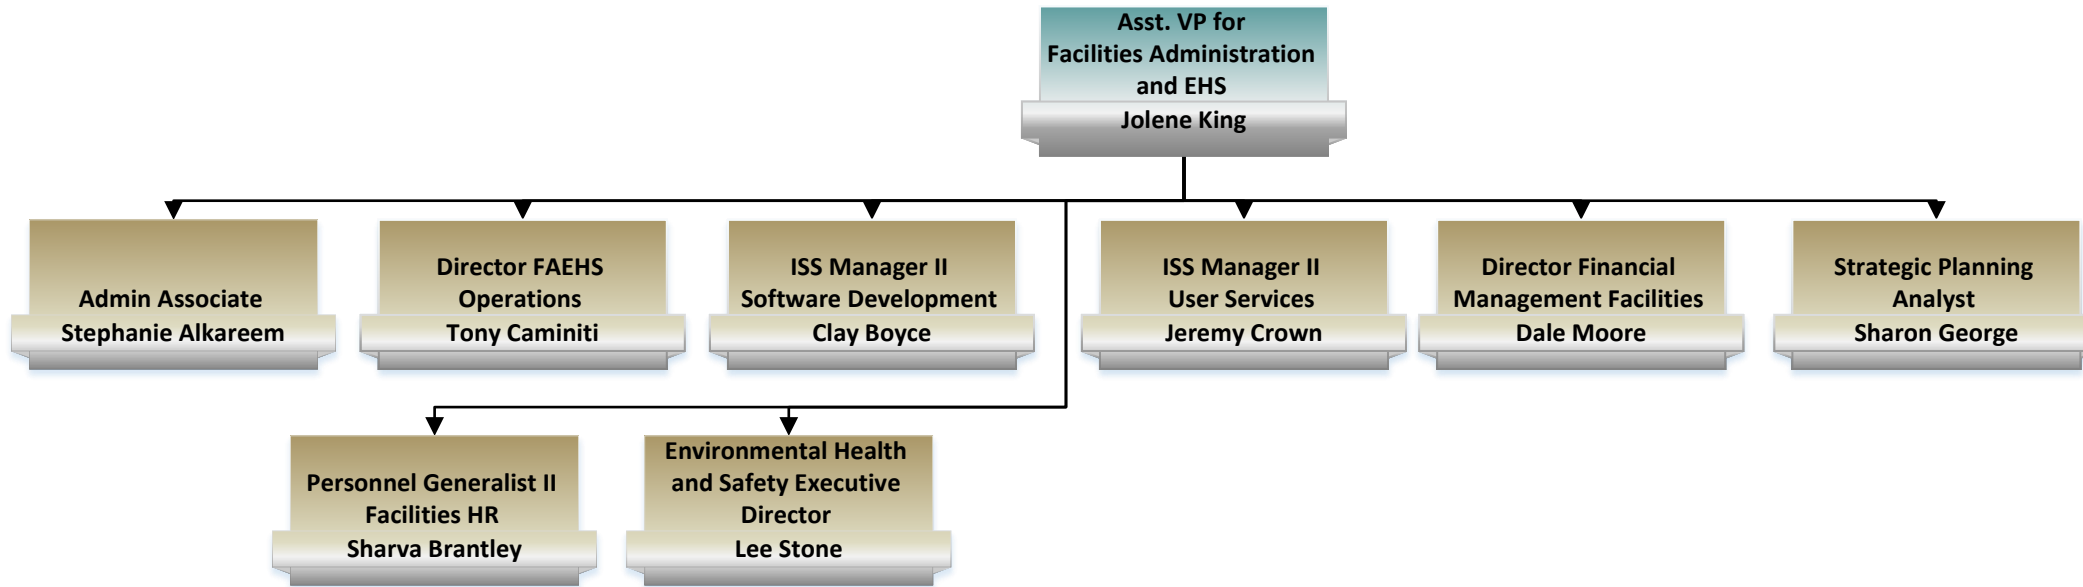 Asst. VP for
Facilities Administration
and EHS
Jolene King
Admin Associate
Stephanie Alkareem
Director FAEHS
Operations
Tony Caminiti
ISS Manager II
Software Development
Clay Boyce
ISS Manager II
User Services
Jeremy Crown
Director Financial
Management Facilities
Dale Moore
Strategic Planning
Analyst
Sharon George
Personnel Generalist II
Facilities HR
Sharva Brantley
Environmental Health
and Safety Executive
Director
Lee Stone